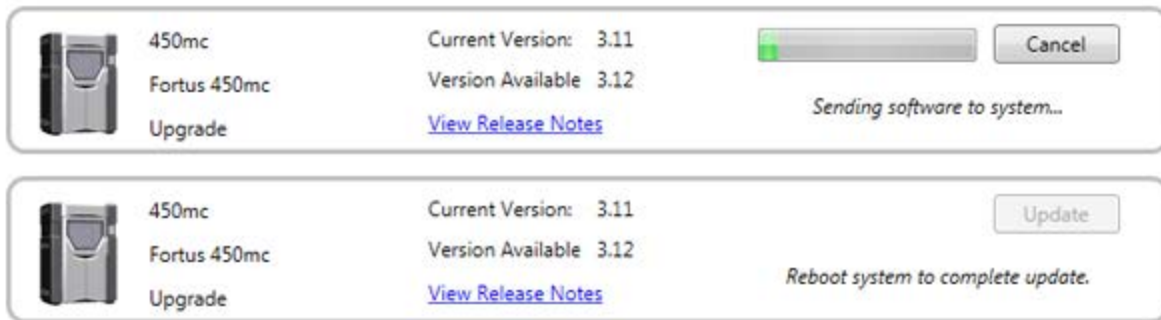 450mc
Current Version: 3.11
Cancel
Fortus 450mc
Version Available 3.12
Sending software to system...
Upgrade
View Release Notes
450mc
Current Version: 3.11
Update
Fortus 450mc
Version Available 3.12
Reboot system to complete update.
Upgrade
View Release Notes